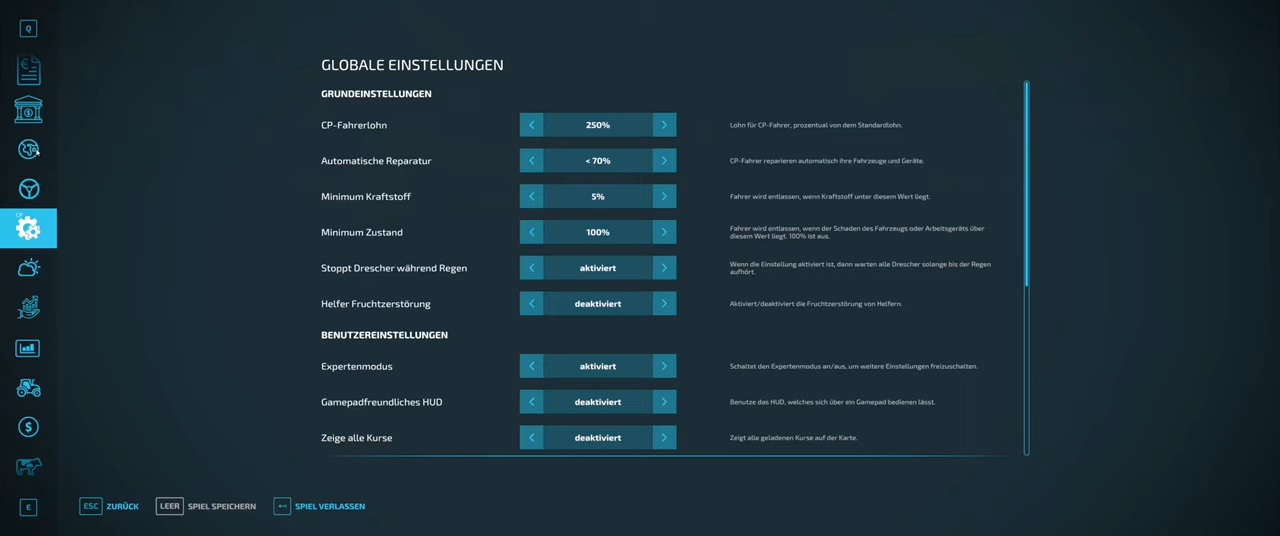 Q
GLOBALE EINSTELLUNGEN
GRUNDEINSTELLUNGEN
CP-Fahrerlohn
250%
Lohn für CP-Fahrer, prozentual von dem Standardlohn.
Automatische Reparatur
< 70%
CP-Fahrer reparieren automatisch ihre Fahrzeuge und Geräte.
Minimum Kraftstoff
5%
Fahrer wird entlassen, wenn Kraftstoff unter diesem Wert liegt.
CP
Minimum Zustand
100%
Fahrer wird entlassen, wenn der Schaden des Fahrzeugs oder Arbeitsgeräts über
diesem Wert liegt. 100% ist aus.
Stoppt Drescher während Regen
aktiviert
Wenn die Einstellung aktiviert ist, dann warten alle Drescher solange bis der Regen
aufhört.
Helfer Fruchtzerstörung
deaktiviert
Aktiviert/deaktiviert die Fruchtzerstörung von Helfern.
BENUTZEREINSTELLUNGEN
Expertenmodus
aktiviert
Schaltet den Expertenmodus an/aus, um weitere Einstellungen freizuschalten.
Gamepadfreundliches HUD
deaktiviert
Benutze das HUD, welches sich über ein Gamepad bedienen lässt.
Zeige alle Kurse
deaktiviert
Zeigt alle geladenen Kurse auf der Karte.
E
ESC ZURÜCK LEER SPIEL SPEICHERN SPIEL VERLASSEN